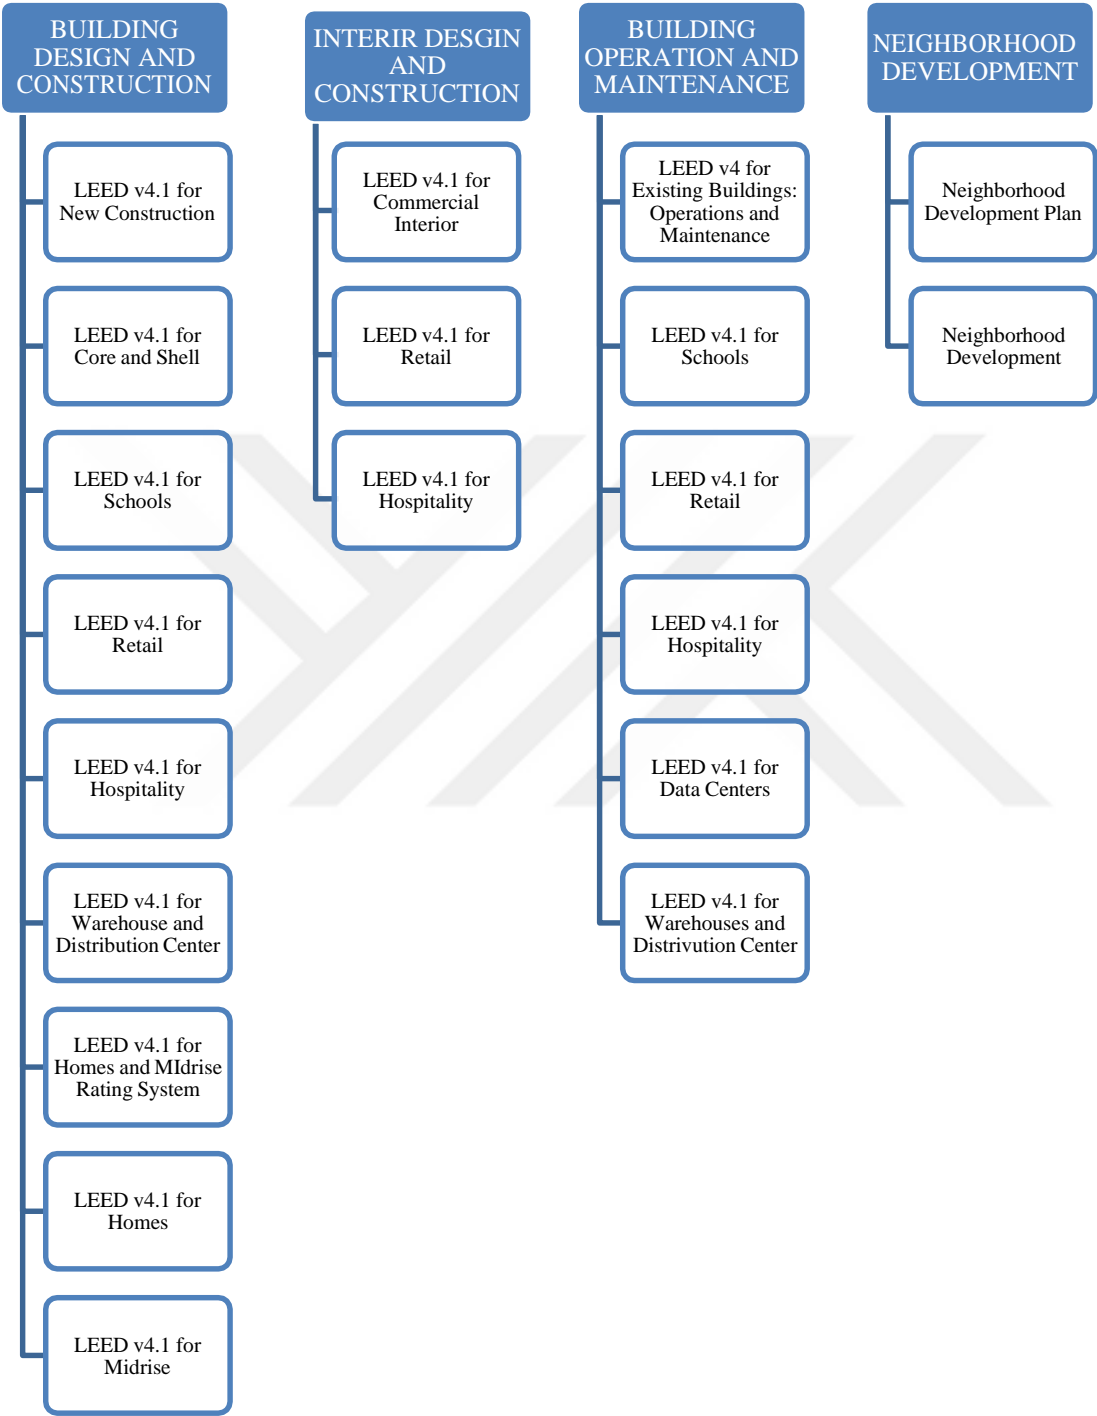 BUILDING
DESIGN AND
CONSTRUCTION
LEED v4.1 for
New Construction
LEED v4.1 for
Core and Shell
LEED v4.1 for
Schools
LEED v4.1 for
Retail
LEED v4.1 for
Hospitality
LEED v4.1 for
Warehouse and
Distribution Center
LEED v4.1 for
Homes and MIdrise
Rating System
LEED v4.1 for
Homes
LEED v4.1 for
Midrise
INTERIR DESGIN
AND
CONSTRUCTION
LEED v4.1 for
Commercial
Interior
LEED v4.1 for
Retail
LEED v4.1 for
Hospitality
BUILDING
OPERATION AND
MAINTENANCE
LEED v4 for
Existing Buildings:
Operations and
Maintenance
LEED v4.1 for
Schools
LEED v4.1 for
Retail
LEED v4.1 for
Hospitality
LEED v4.1 for
Data Centers
LEED v4.1 for
Warehouses and
Distrivution Center
NEIGHBORHOOD
DEVELOPMENT
Neighborhood
Development Plan
Neighborhood
Development